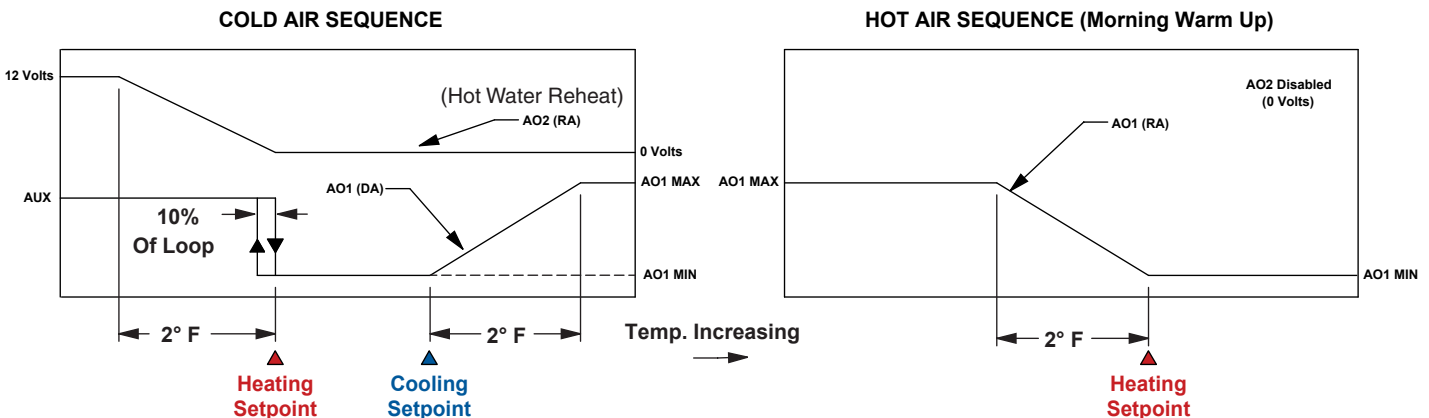 COLD AIR SEQUENCE
12 Volts
(Hot Water Reheat)
AO2 (RA)
0 Volts
AUX
AO1 (DA)
AO1 MAX
10%
Of Loop
AO1 MIN
2° F
2° F
Heating
Setpoint
Cooling
Setpoint
Temp. Increasing
HOT AIR SEQUENCE (Morning Warm Up)
AO2 Disabled
(0 Volts)
AO1 (RA)
AO1 MAX
AO1 MIN
2° F
Heating
Setpoint